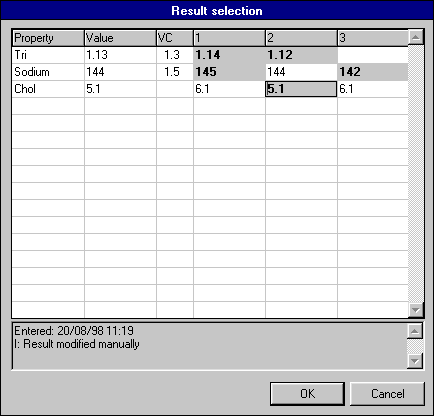 Result selection
Property Value VC 1 2 3
Tri 1.13 1.3 1.14 1.12
Sodium 144 1.5 145 144 142
Chol 5.1 6.1 5.1 6.1
Entered: 20/08/98 11:19
I: Result modified manually
OK Cancel